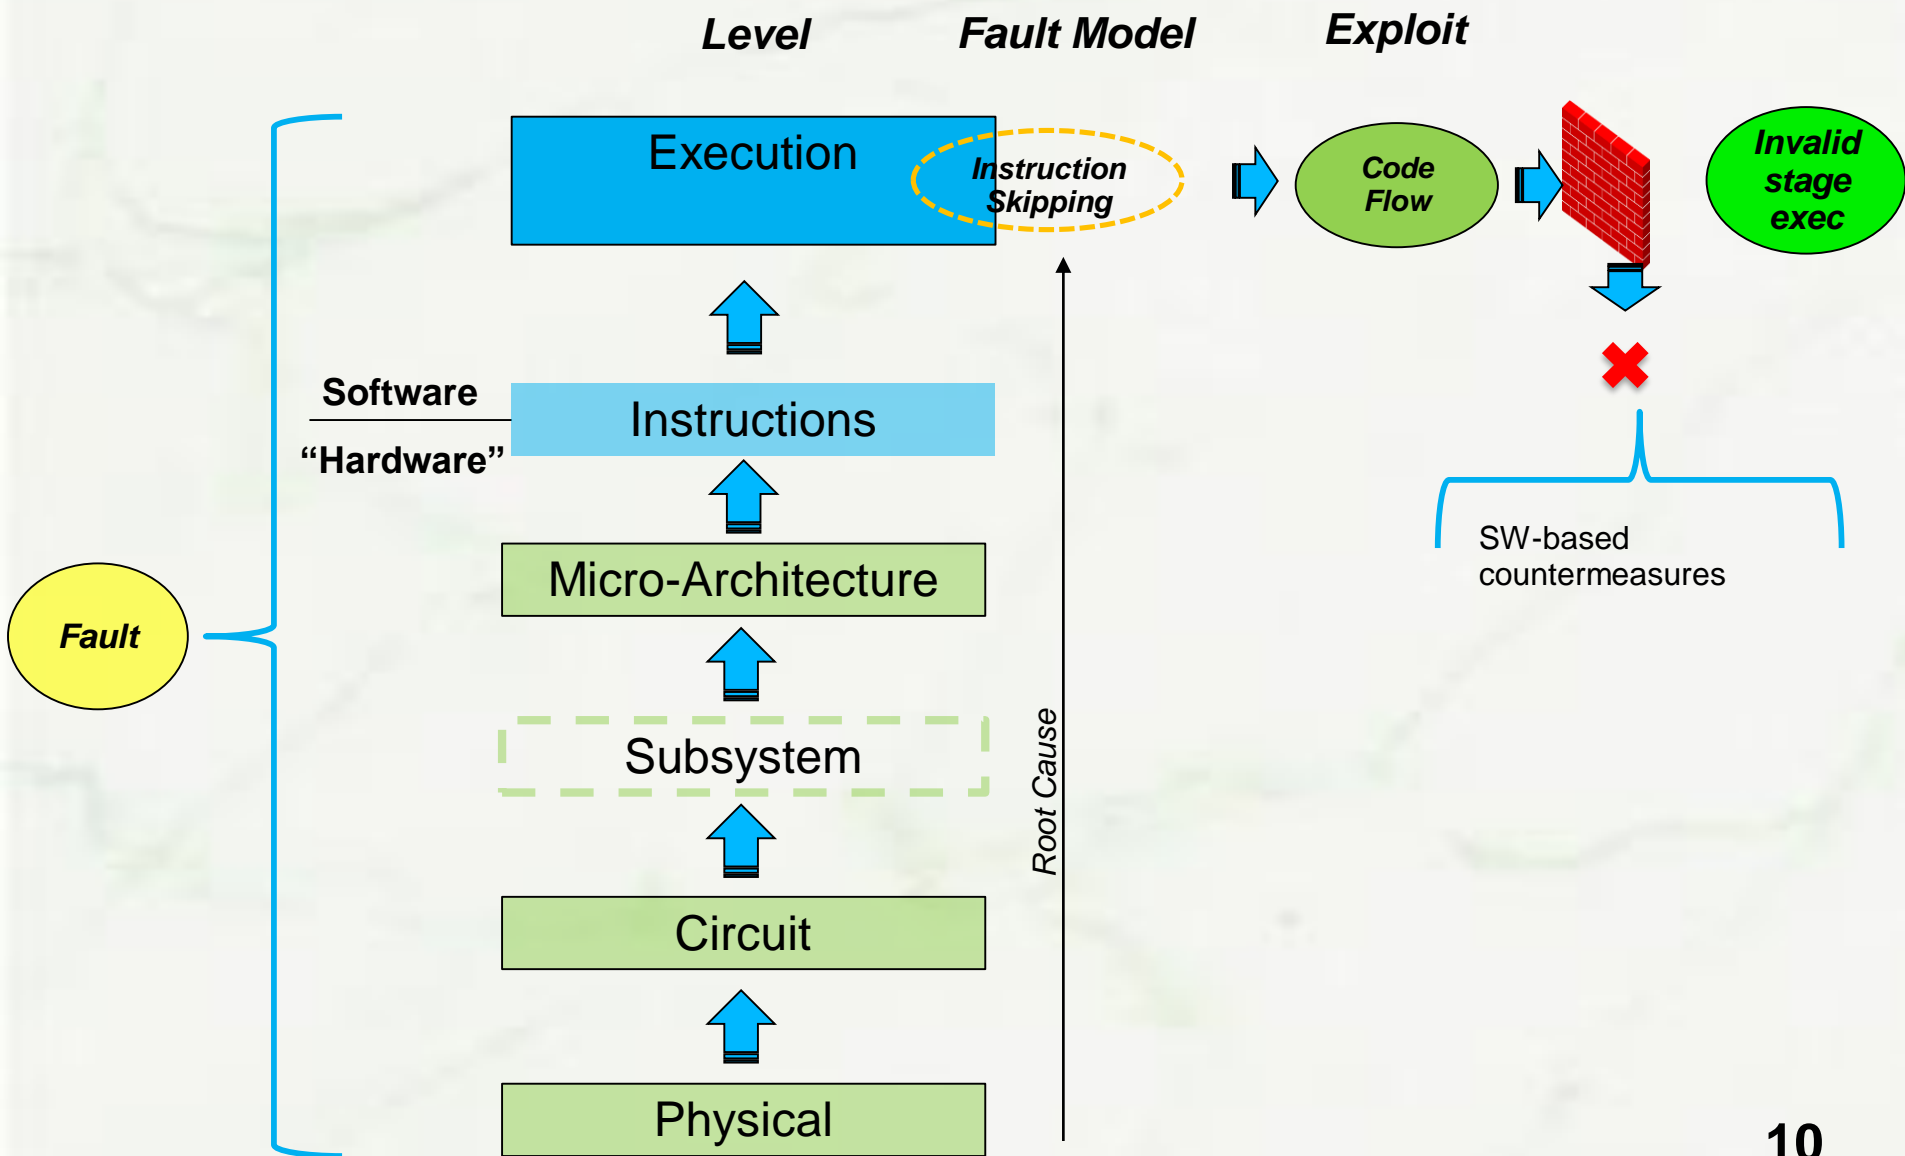 Level
Fault Model
Exploit
Execution
Instruction
Skipping
Code
Flow
Invalid
stage
exec
Software
“Hardware”
Instructions
SW-based
countermeasures
Micro-Architecture
Fault
Subsystem
Root Cause
Circuit
Physical
10